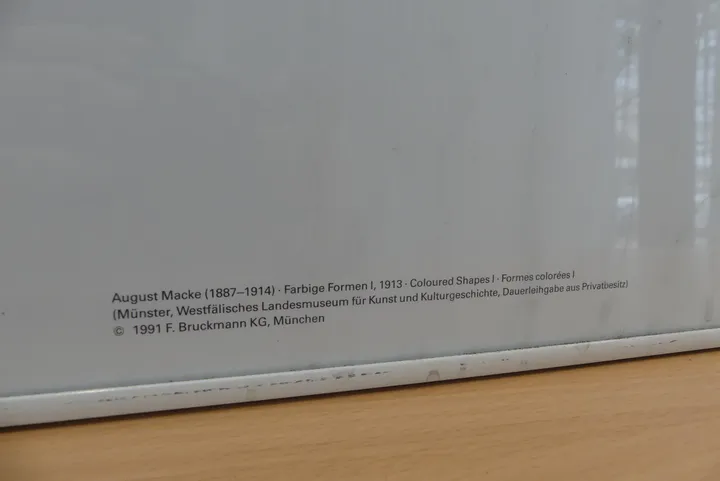 August Macke (1887–1914) · Farbige Formen I, 1913 · Coloured Shapes I · Formes colorées I
(Münster, Westfälisches Landesmuseum für Kunst und Kulturgeschichte, Dauerleihgabe aus Privatbesitz)
© 1991 F. Bruckmann KG, München